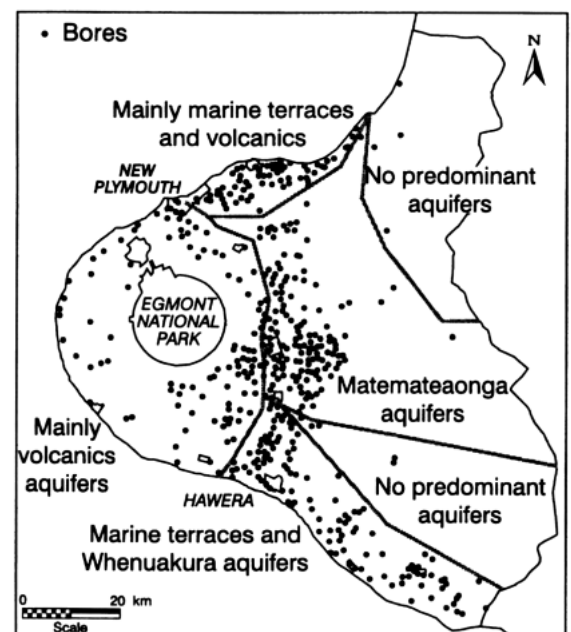 • Bores
N
Mainly marine terraces
and volcanics
NEW
PLYMOUTH
No predominant
aquifers
EGMONT
NATIONAL
PARK
Matemateaonga
aquifers
Mainly
volcanics
aquifers
No predominant
aquifers
HAWERA
Marine terraces and
Whenuakura aquifers
0 20 km
Scale